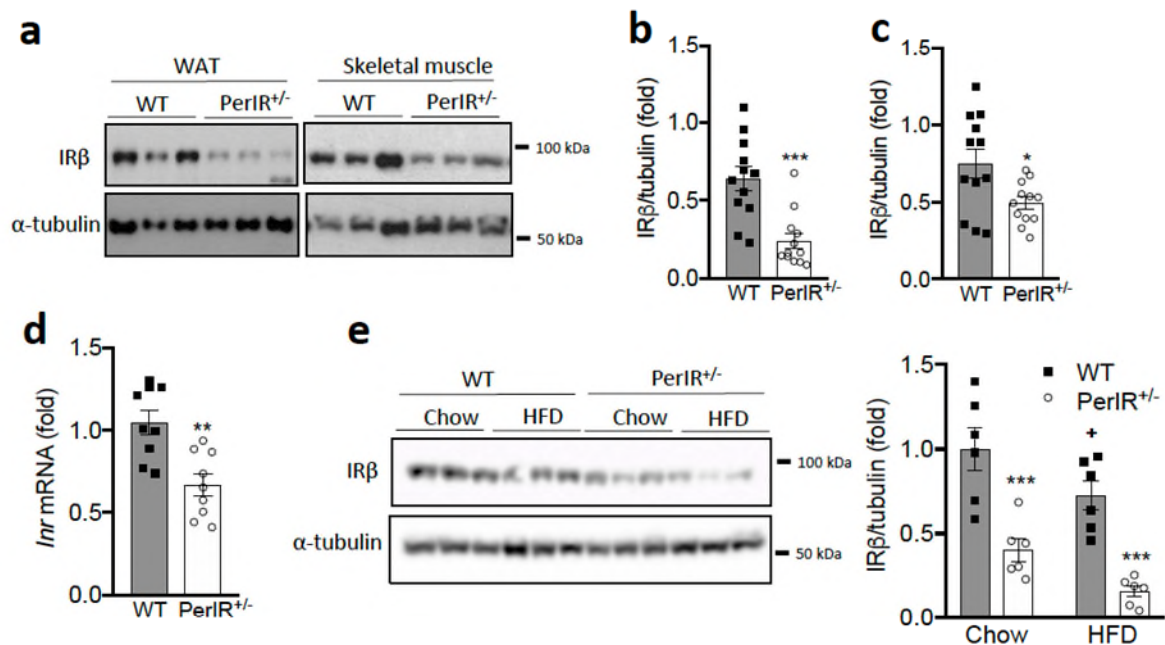 a
WAT
Skeletal muscle
WT
PerIR+/-
WT
PerIR+/-
IRβ
100 kDa
α-tubulin
50 kDa
b
IRβ/tubulin (fold)
1.5
1.0
0.5
0.0
***
WT
PerIR+/-
c
IRβ/tubulin (fold)
1.5
1.0
0.5
0.0
*
WT
PerIR+/-
d
Inr mRNA (fold)
1.5
1.0
0.5
0.0
**
WT
PerIR+/-
e
WT
PerIR+/-
Chow
HFD
Chow
HFD
IRβ
100 kDa
α-tubulin
50 kDa
IRβ/tubulin (fold)
1.5
1.0
0.5
0.0
WT
PerIR+/-
***
+
***
Chow
HFD